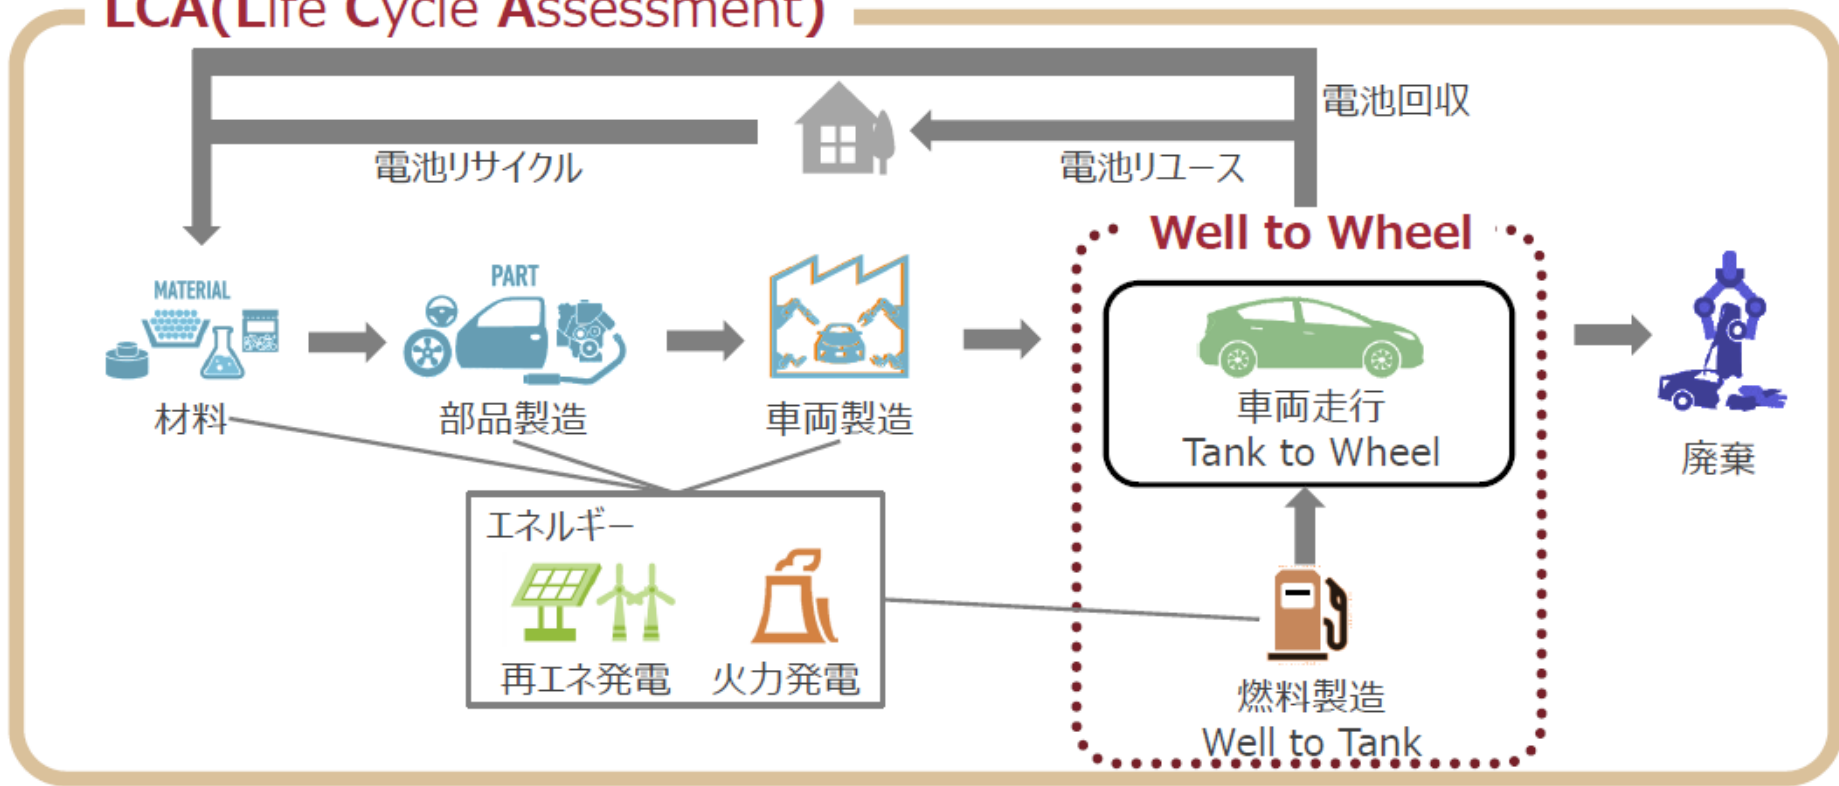 LCA(Life Cycle Assessment)
電池回収
電池リサイクル
電池リユース
Well to Wheel
MATERIAL
PART
材料
部品製造
車両製造
車両走行
Tank to Wheel
廃棄
エネルギー
再エネ発電
火力発電
燃料製造
Well to Tank